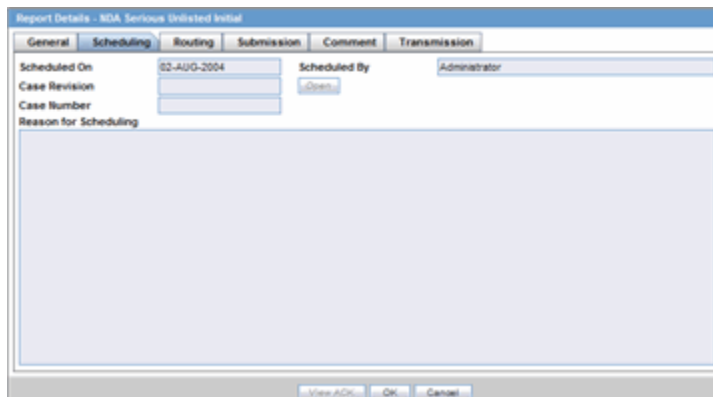 Report Details - NDA Serious Unlisted Initial
General Scheduling Routing Submission Comment Transmission
Scheduled On 02-AUG-2004 Scheduled By Administrator
Case Revision Open
Case Number
Reason for Scheduling
View ACK OK Cancel